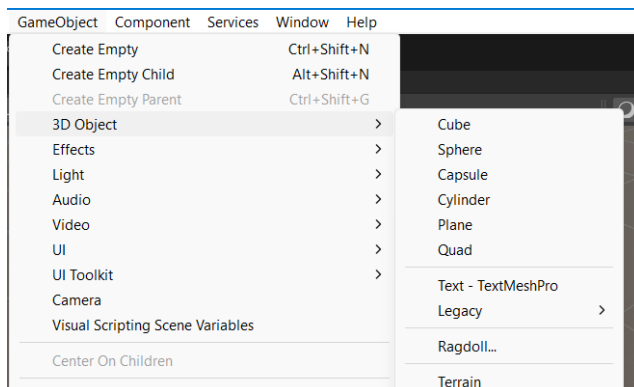 GameObject Component Services Window Help
Create Empty Ctrl+Shift+N
Create Empty Child Alt+Shift+N
Create Empty Parent Ctrl+Shift+G
3D Object
Effects
Light
Audio
Video
UI
UI Toolkit
Camera
Visual Scripting Scene Variables
Center On Children
Cube
Sphere
Capsule
Cylinder
Plane
Quad
Text - TextMeshPro
Legacy
Ragdoll...
Terrain